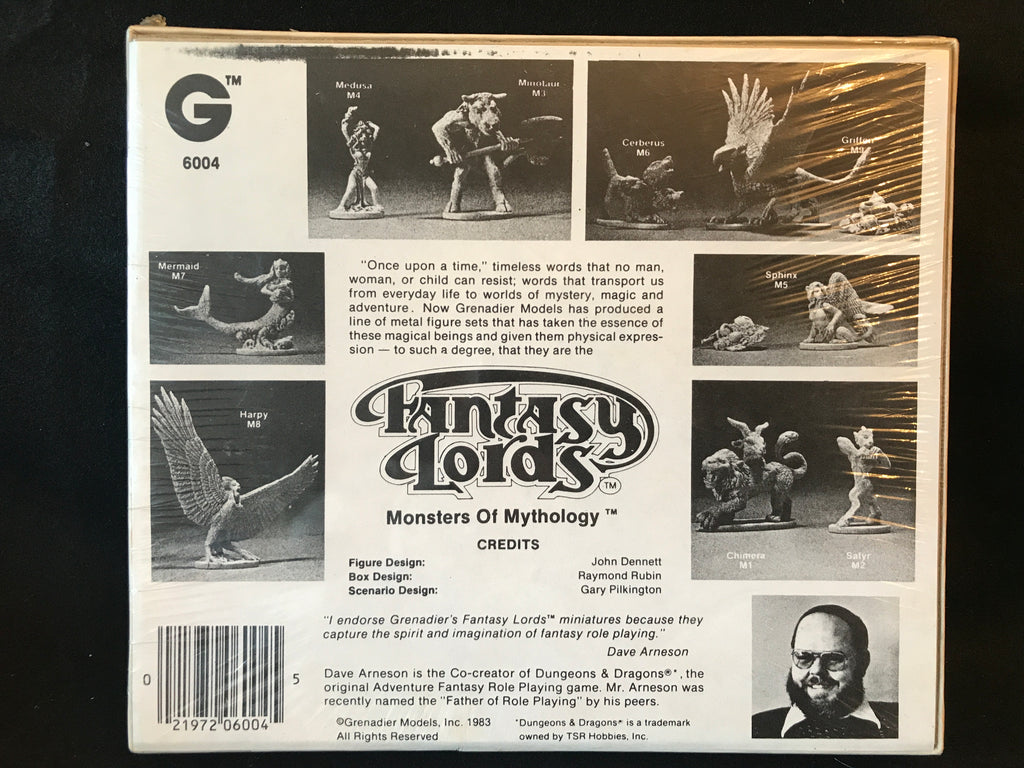 G™
6004
Medusa
M4
Minotaur
M3
Cerberus
M6
Griffon
M9
Mermaid
M7
"Once upon a time," timeless words that no man,
woman, or child can resist; words that transport us
from everyday life to worlds of mystery, magic and
adventure. Now Grenadier Models has produced a
line of metal figure sets that has taken the essence of
these magical beings and given them physical expres-
sion — to such a degree, that they are the
Sphinx
M5
Harpy
M8
Fantasy
Lords™
Monsters Of Mythology™
CREDITS
Figure Design: John Dennett
Box Design: Raymond Rubin
Scenario Design: Gary Pilkington
Chimera
M1
Satyr
M2
"I endorse Grenadier's Fantasy Lords™ miniatures because they
capture the spirit and imagination of fantasy role playing."
Dave Arneson
Dave Arneson is the Co-creator of Dungeons & Dragons®*, the
original Adventure Fantasy Role Playing game. Mr. Arneson was
recently named the "Father of Role Playing" by his peers.
©Grenadier Models, Inc. 1983
All Rights Reserved
*Dungeons & Dragons® is a trademark
owned by TSR Hobbies, Inc.
0 21972 06004 5